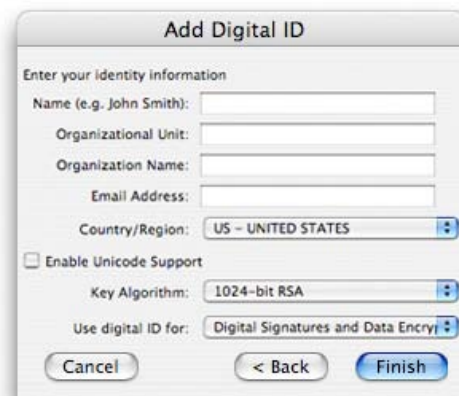 Add Digital ID
Enter your identity information
Name (e.g. John Smith):
Organizational Unit:
Organization Name:
Email Address:
Country/Region: US - UNITED STATES
Enable Unicode Support
Key Algorithm: 1024-bit RSA
Use digital ID for: Digital Signatures and Data Encry
Cancel < Back Finish